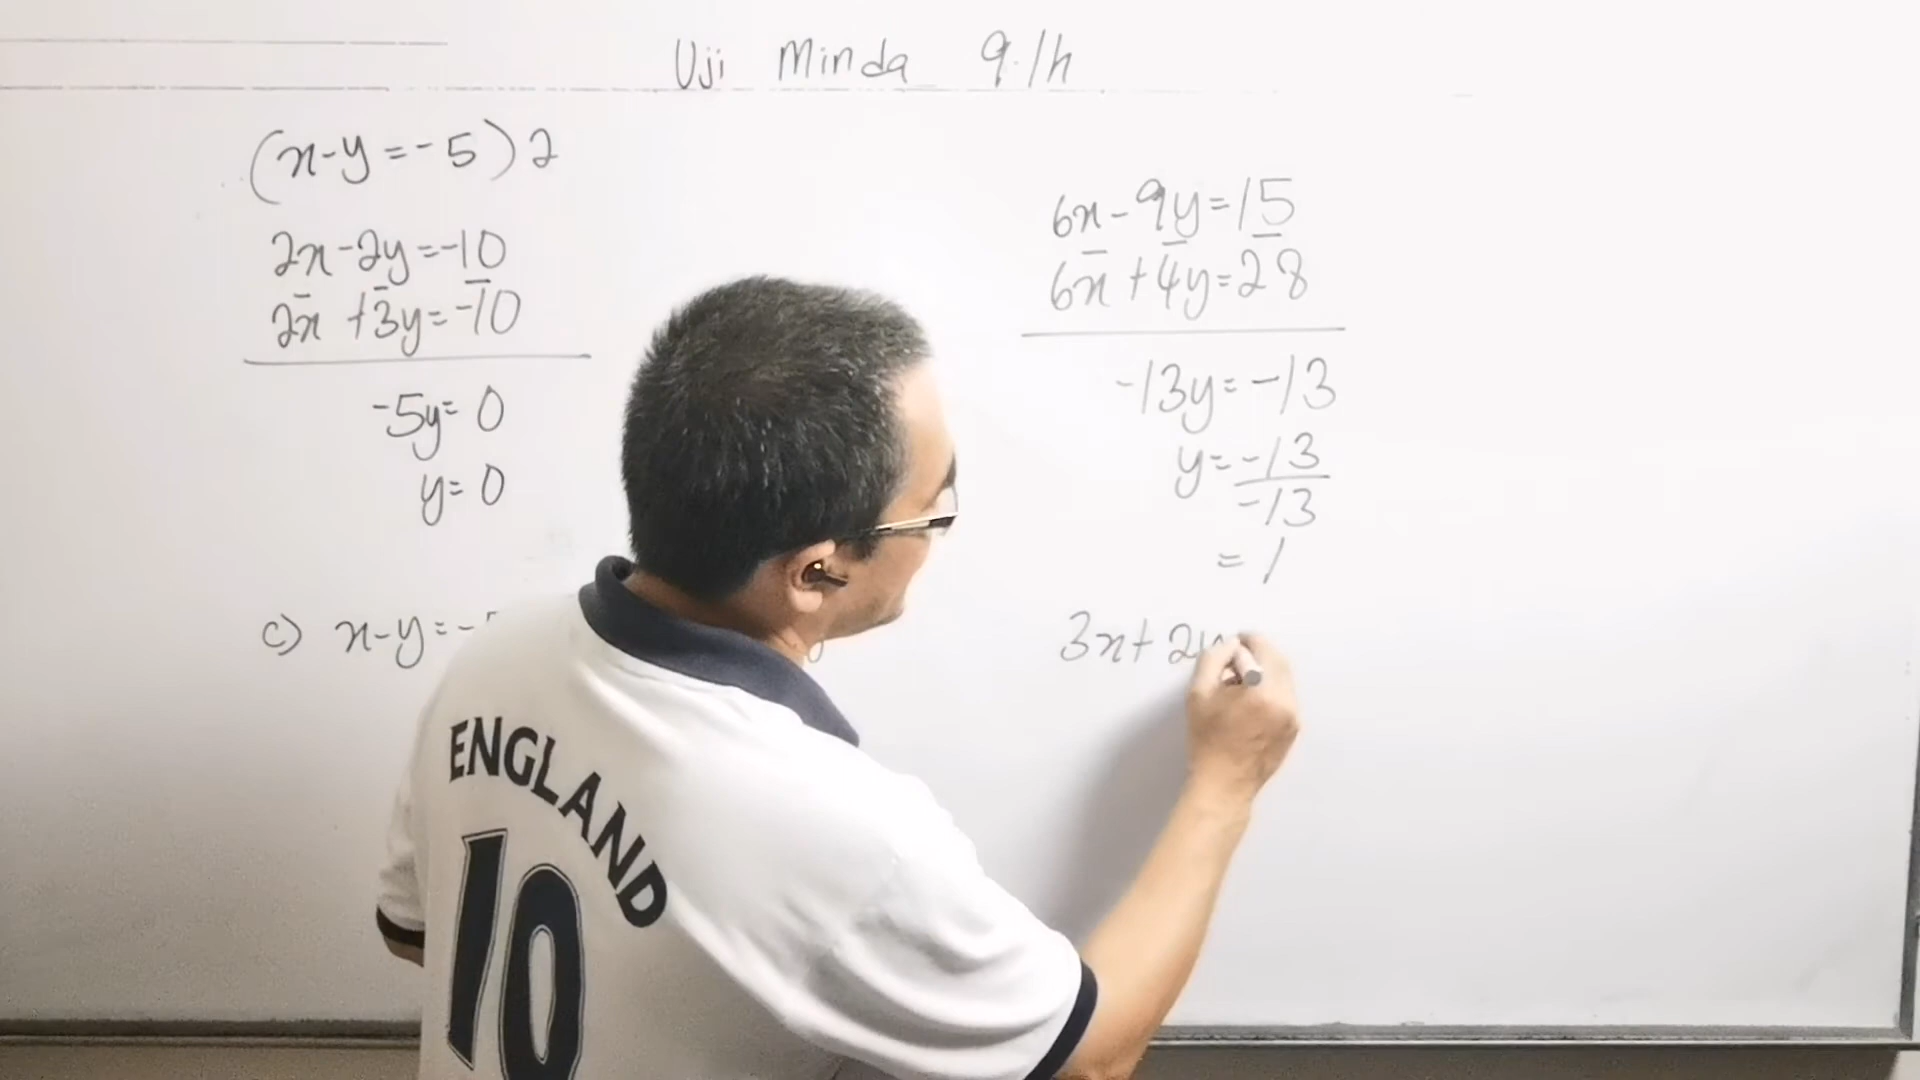 Uji Minda 9.1h
(x-y=-5)2
2x-2y=-10
2x+3y=-10
-5y=0
y=0
c) x-y=-
6x-9y=15
6x+4y=28
-13y=-13
y=-13/-13
=1
3x+2y
ENGLAND
10